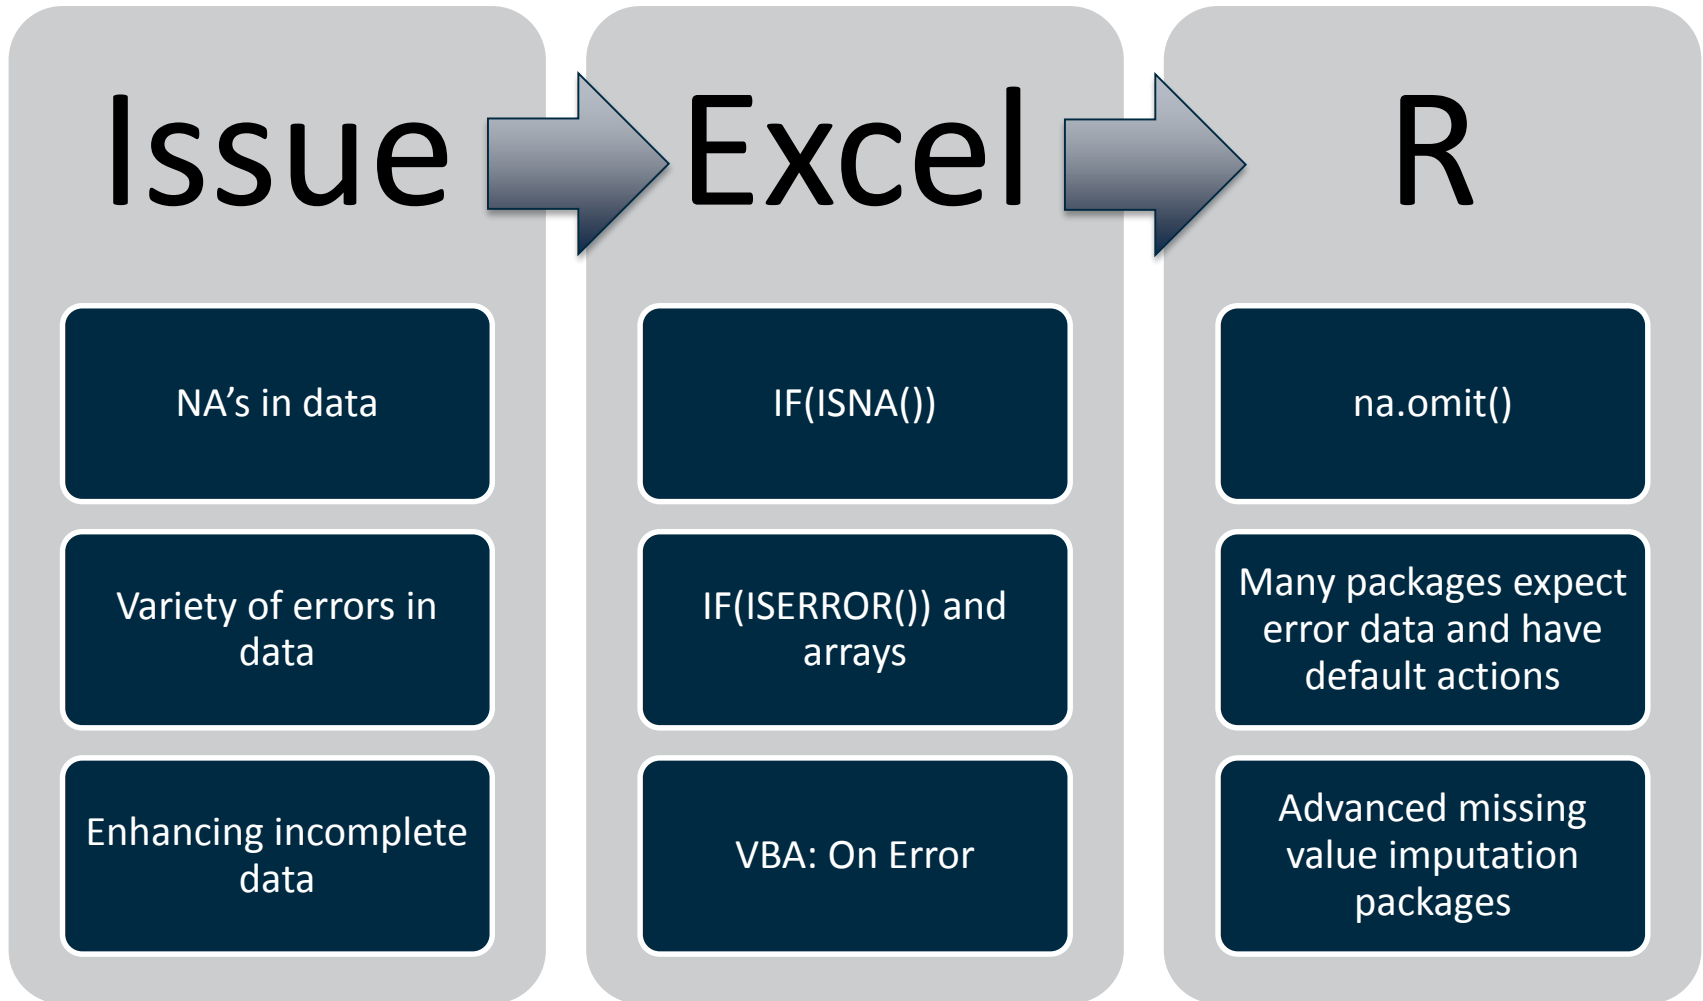 Issue
Excel
R
NA’s in data
IF(ISNA())
na.omit()
Variety of errors in
data
IF(ISERROR()) and
arrays
Many packages expect
error data and have
default actions
Enhancing incomplete
data
VBA: On Error
Advanced missing
value imputation
packages